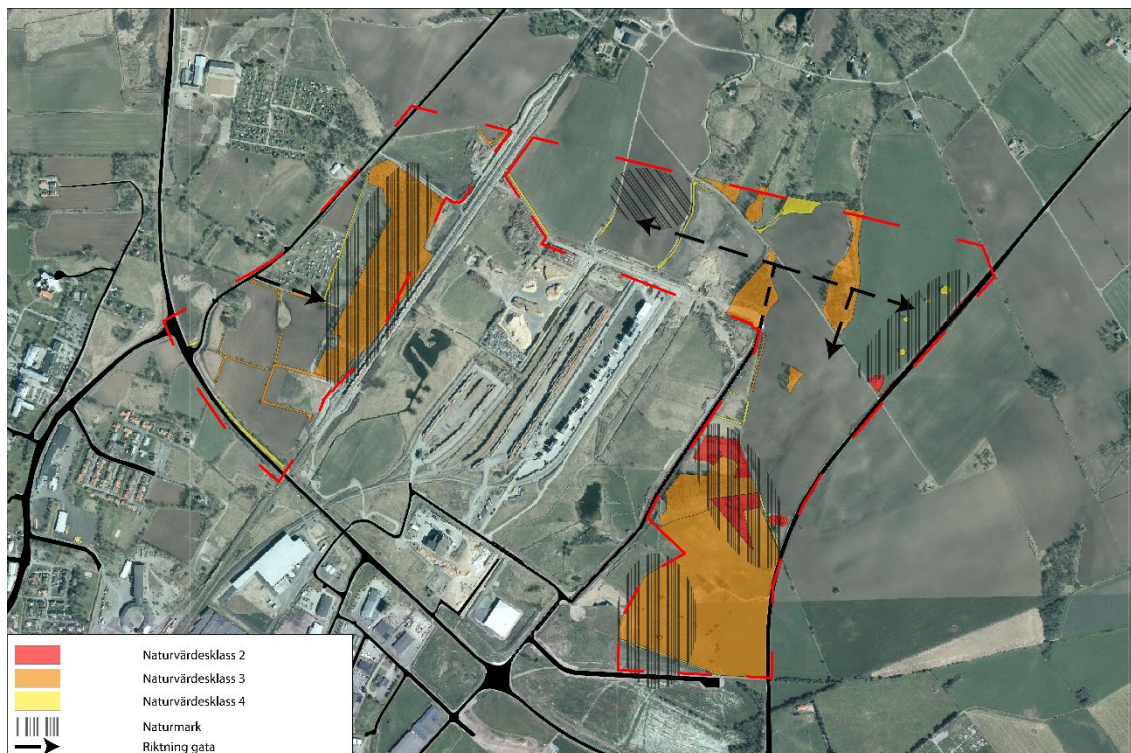 Naturvärdesklass 2
Naturvärdesklass 3
Naturvärdesklass 4
Naturmark
Riktning gata